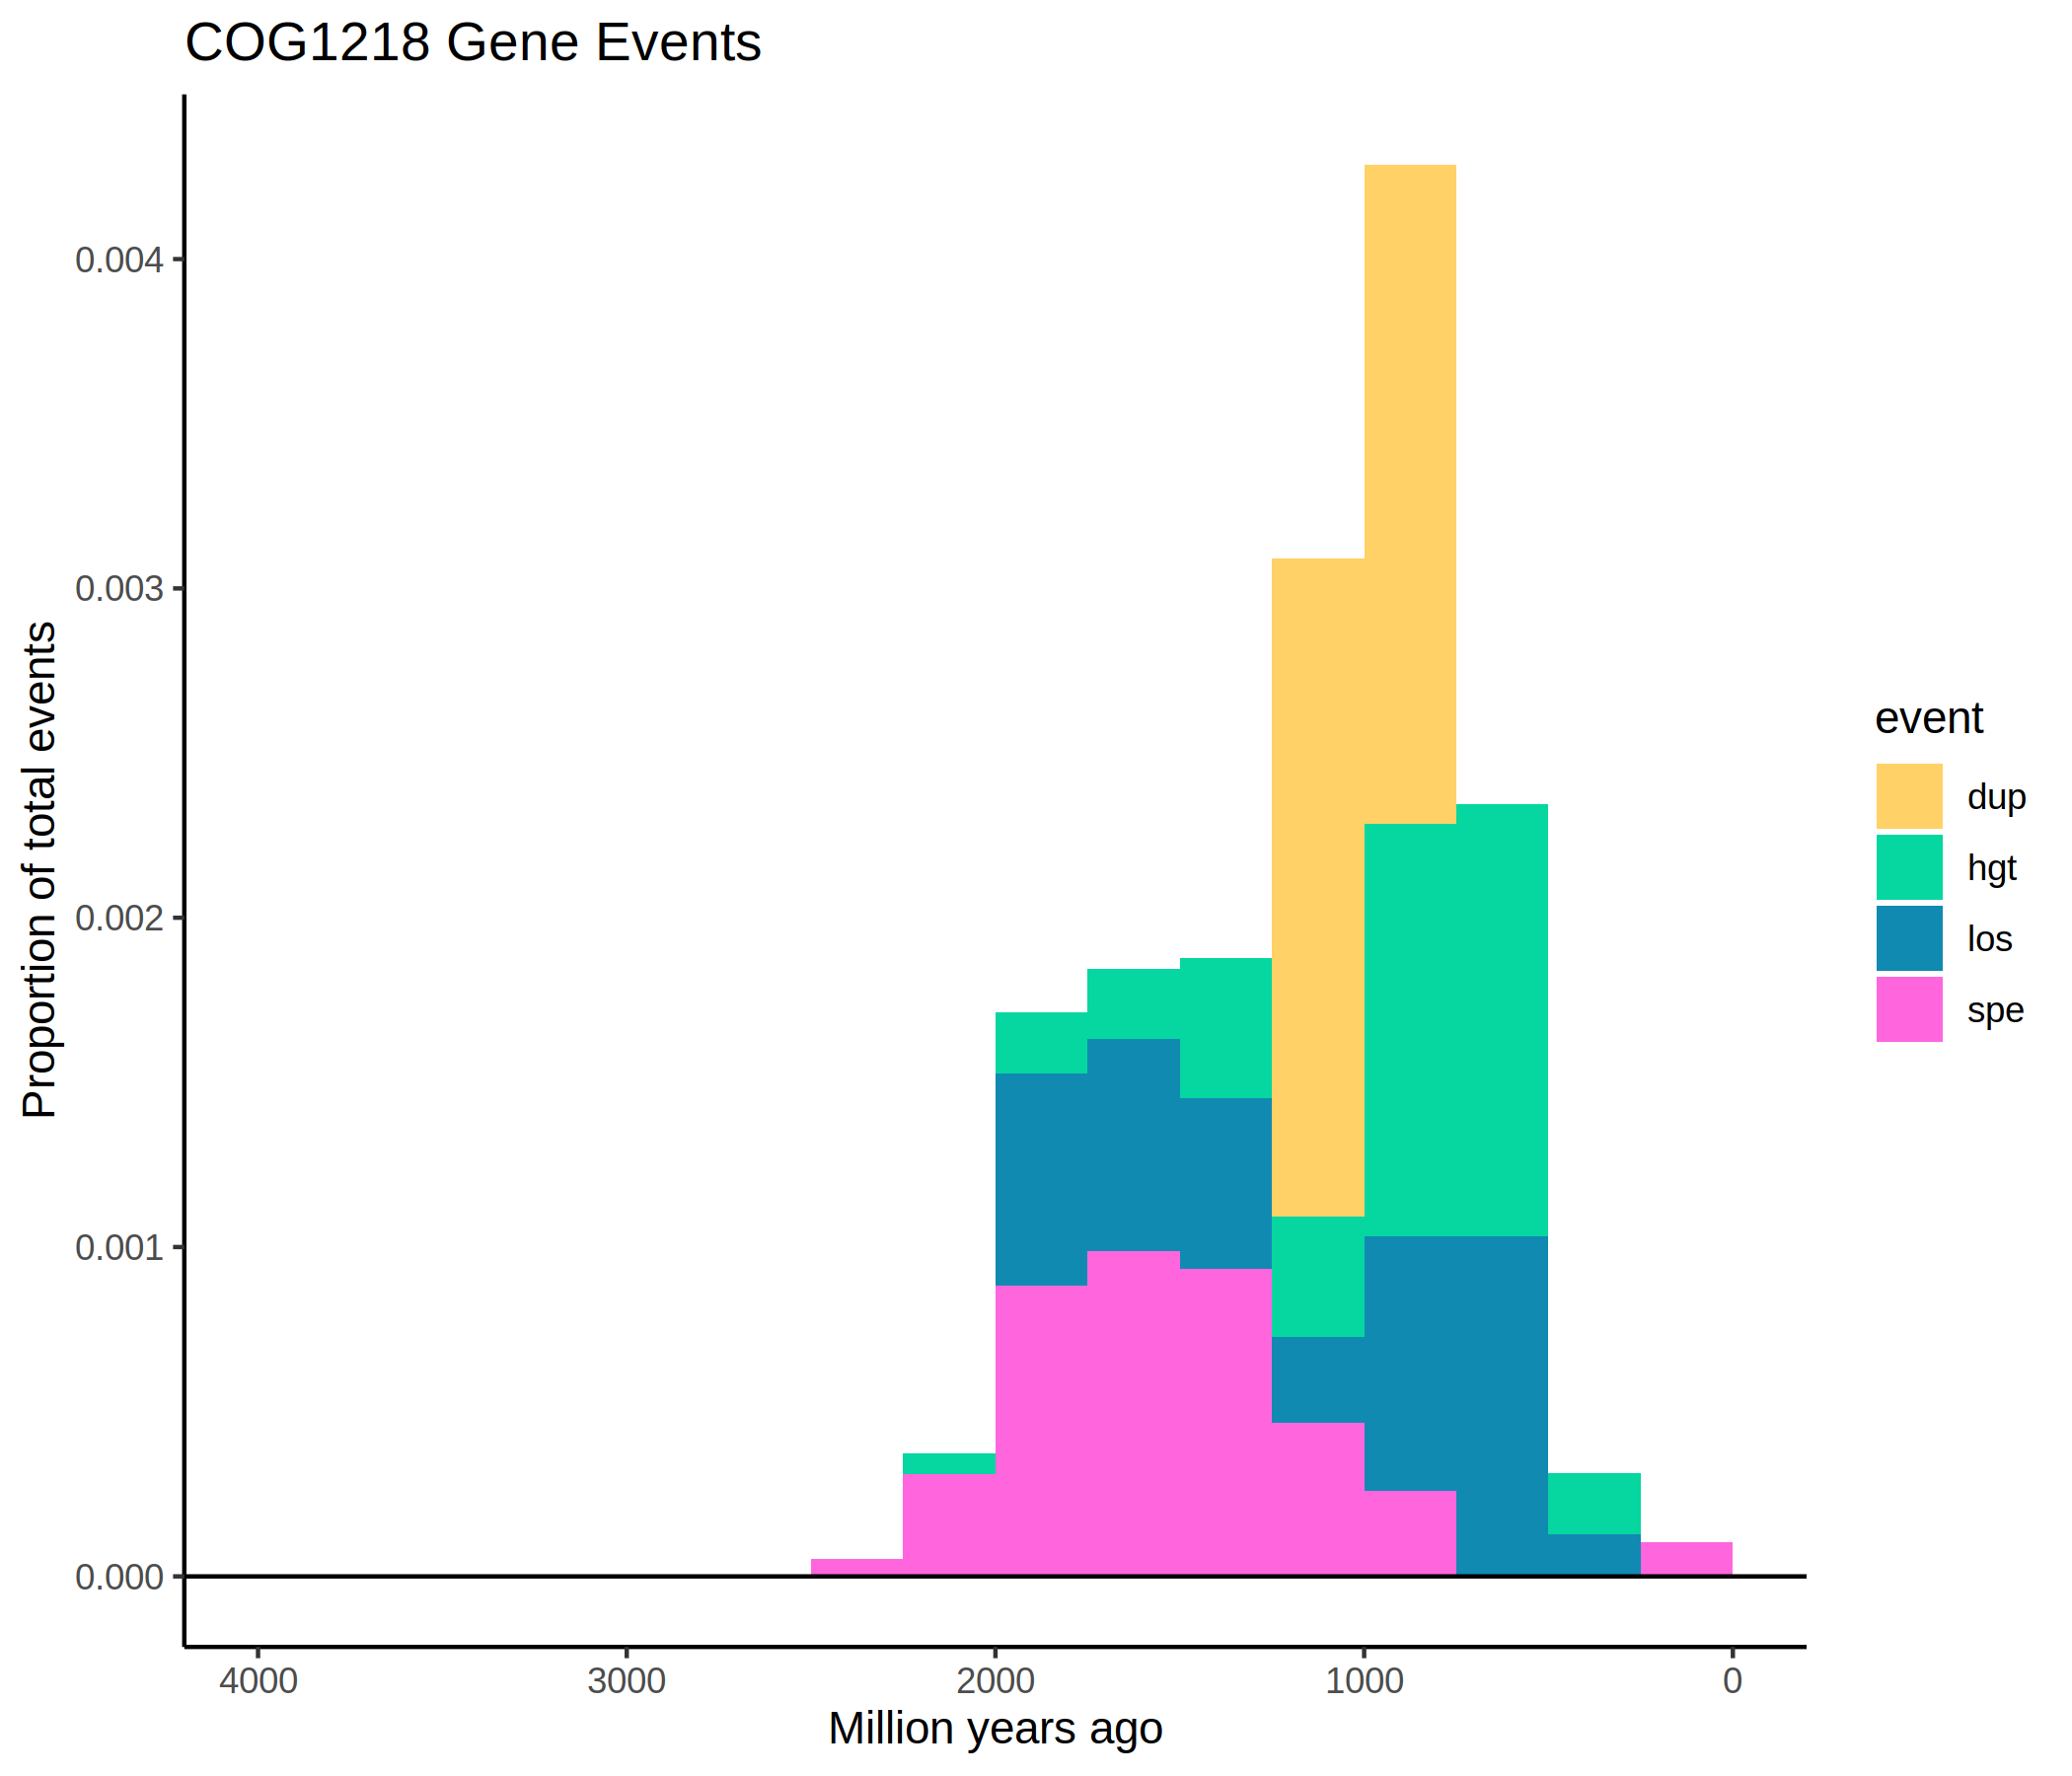 COG1218 Gene Events
Proportion of total events
0.004
0.003
0.002
0.001
0.000
4000 3000 2000 1000 0
Million years ago
event
dup
hgt
los
spe